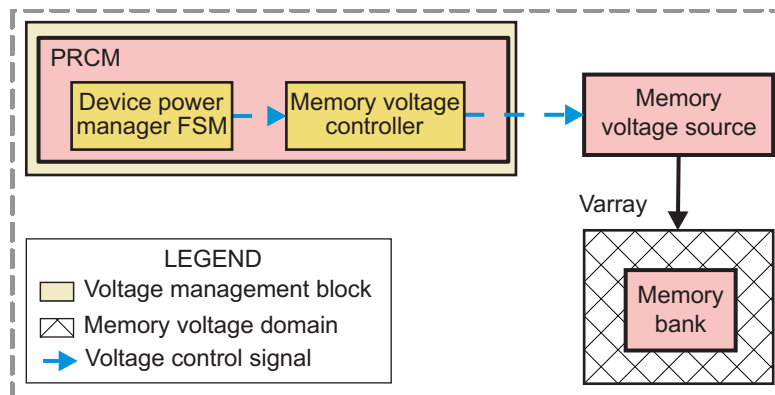 PRCM
Device power
manager FSM
Memory voltage
controller
Memory
voltage source
Varray
Memory
bank
LEGEND
Voltage management block
Memory voltage domain
Voltage control signal